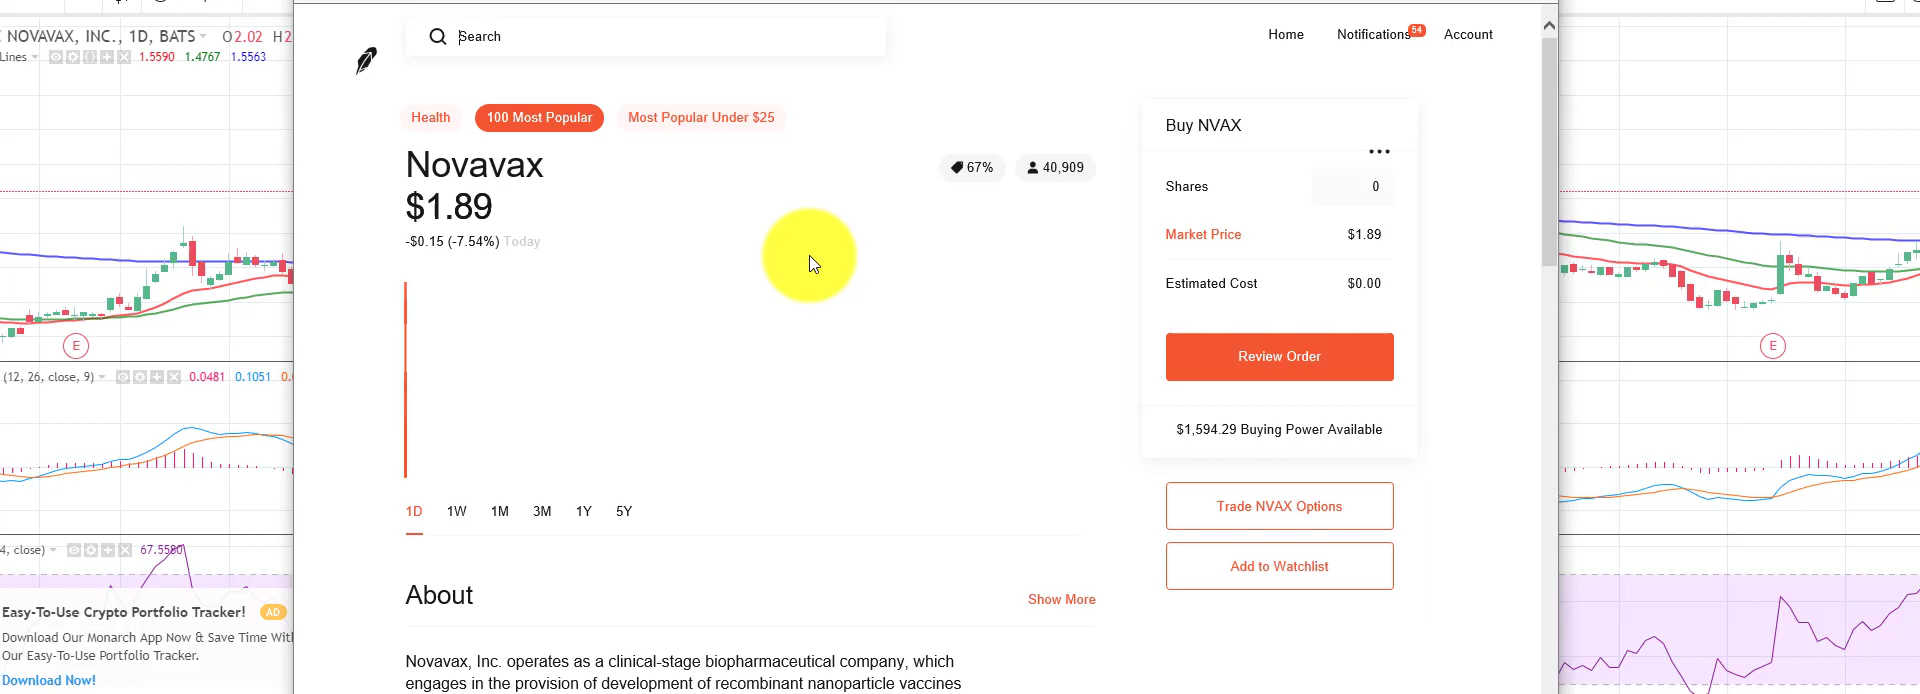 NOVAVAX, INC., 1D, BATS O2.02 H2
Lines 1.5590 1.4767 1.5563
Search
Home Notifications 54 Account
Health 100 Most Popular Most Popular Under $25
Novavax
67% 40,909
$1.89
-$0.15 (-7.54%) Today
1D 1W 1M 3M 1Y 5Y
About Show More
Novavax, Inc. operates as a clinical-stage biopharmaceutical company, which
engages in the provision of development of recombinant nanoparticle vaccines
Buy NVAX
Shares 0
Market Price $1.89
Estimated Cost $0.00
Review Order
$1,594.29 Buying Power Available
Trade NVAX Options
Add to Watchlist
E
(12, 26, close, 9) 0.0481 0.1051 0.
4, close) 67.5580
Easy-To-Use Crypto Portfolio Tracker! AD
Download Our Monarch App Now & Save Time With
Our Easy-To-Use Portfolio Tracker.
Download Now!
E